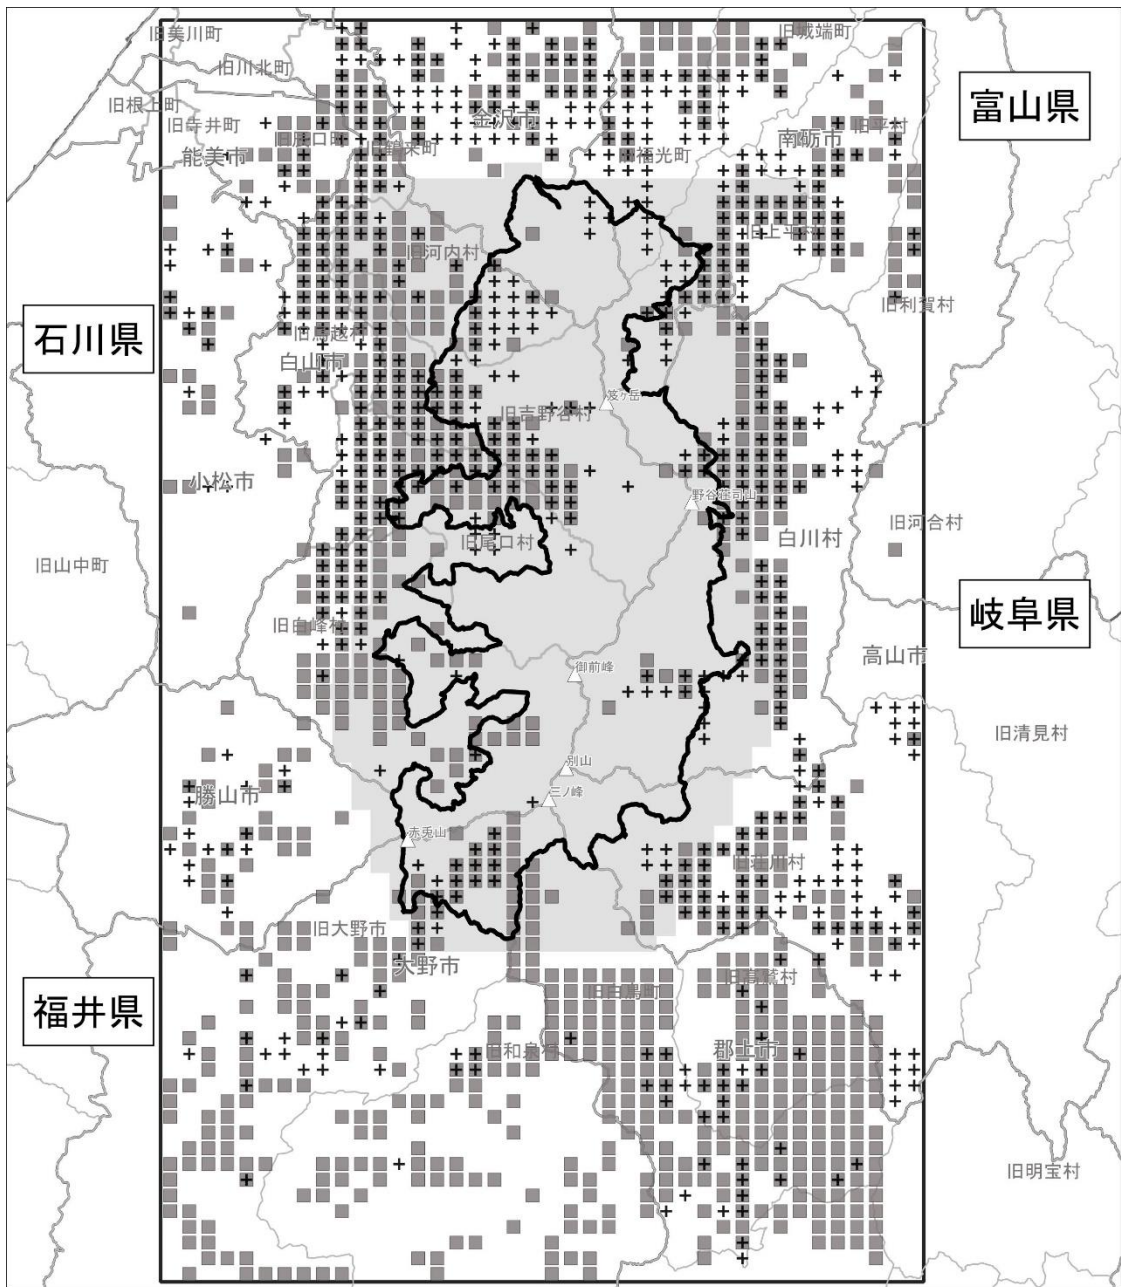 旧美川町
旧城端町
旧川北町
旧根上町
富山県
金沢市
旧寺井町
旧辰口町
旧平村
南砺市
能美市
旧鶴来町
旧福光町
旧上平村
旧河内村
旧利賀村
石川県
旧鳥越村
白山市
笈ヶ岳
旧吉野谷村
小松市
野谷荘司山
旧河合村
白川村
旧尾口村
旧山中町
岐阜県
旧白峰村
高山市
御前峰
旧清見村
別山
勝山市
三ノ峰
赤兎山
旧荘川村
旧大野市
大野市
旧高鷲村
旧白鳥町
福井県
旧和泉村
郡上市
旧明宝村